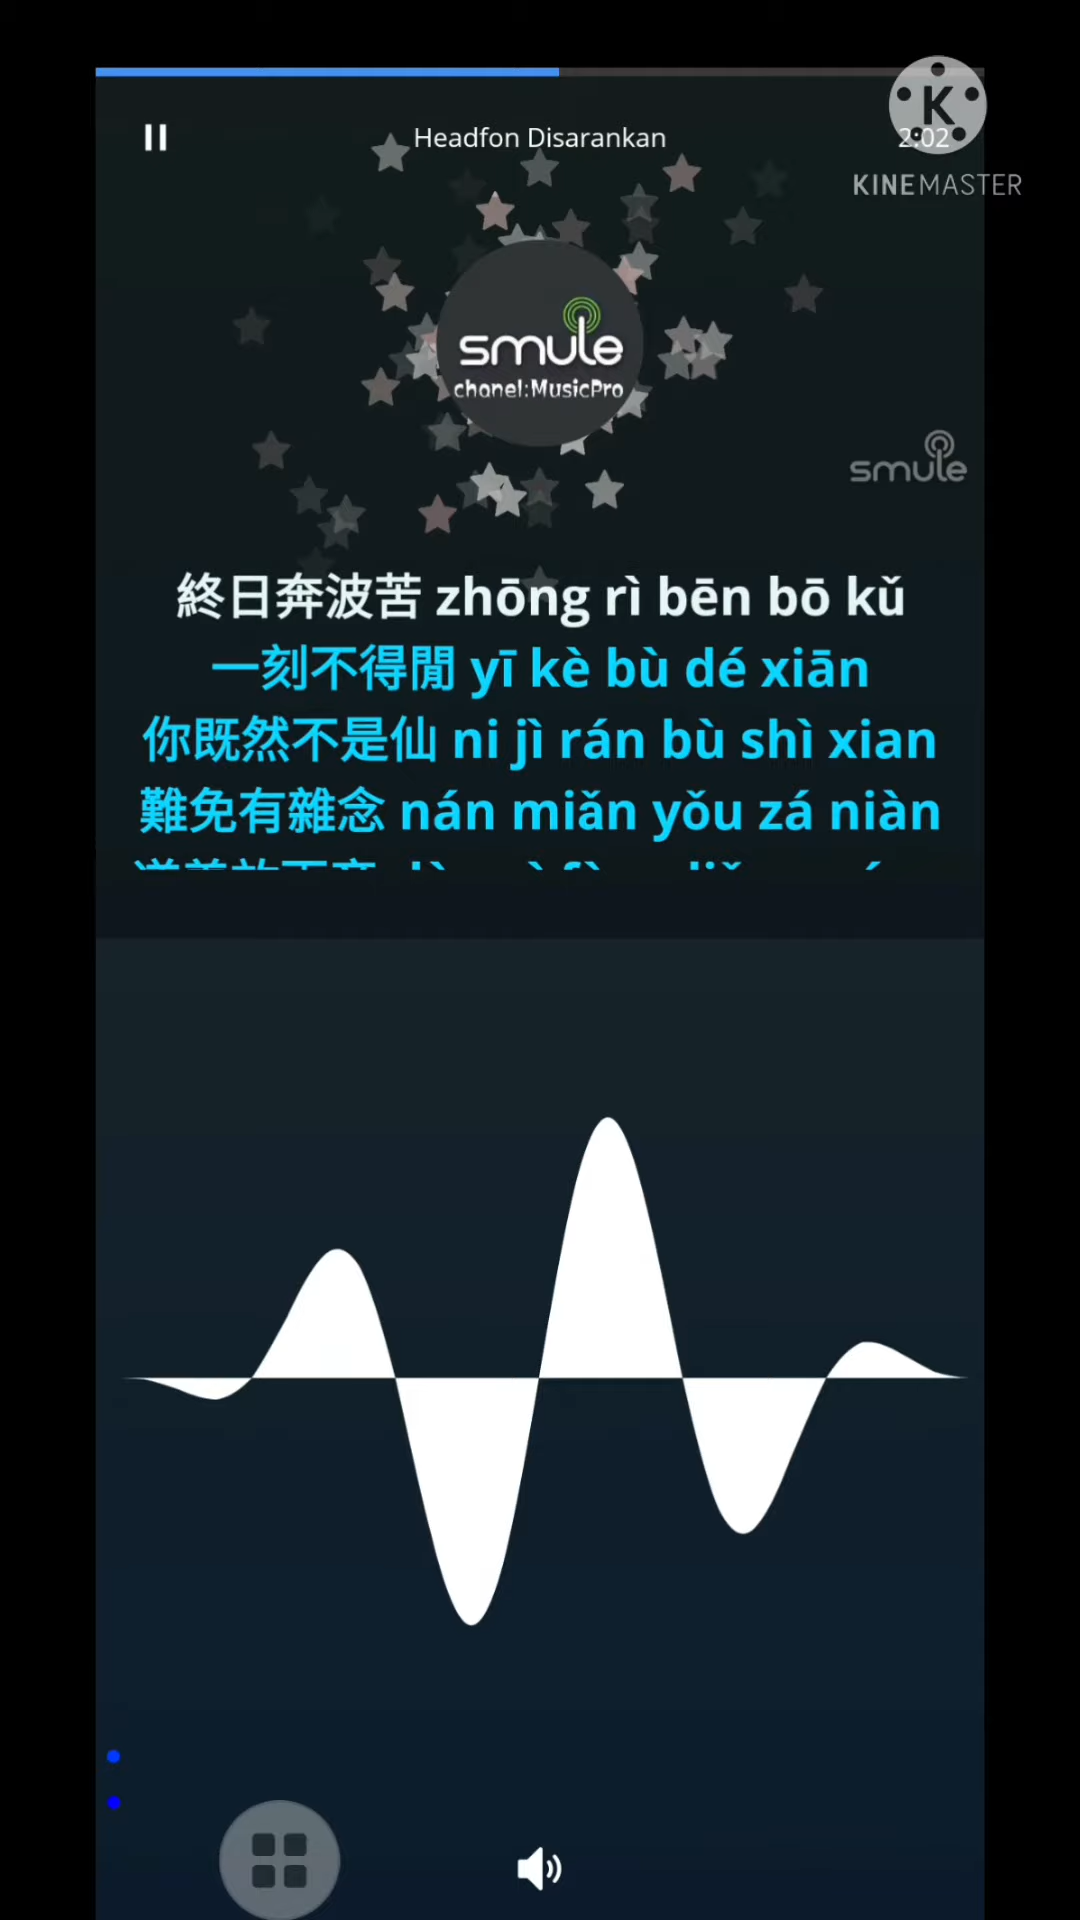 Headfon Disarankan
2:02
K
KINEMASTER
smule
chanel:MusicPro
smule
終日奔波苦 zhōng rì bēn bō kǔ
一刻不得閒 yī kè bù dé xiān
你既然不是仙 ni jì rán bù shì xian
難免有雜念 nán miǎn yǒu zá niàn